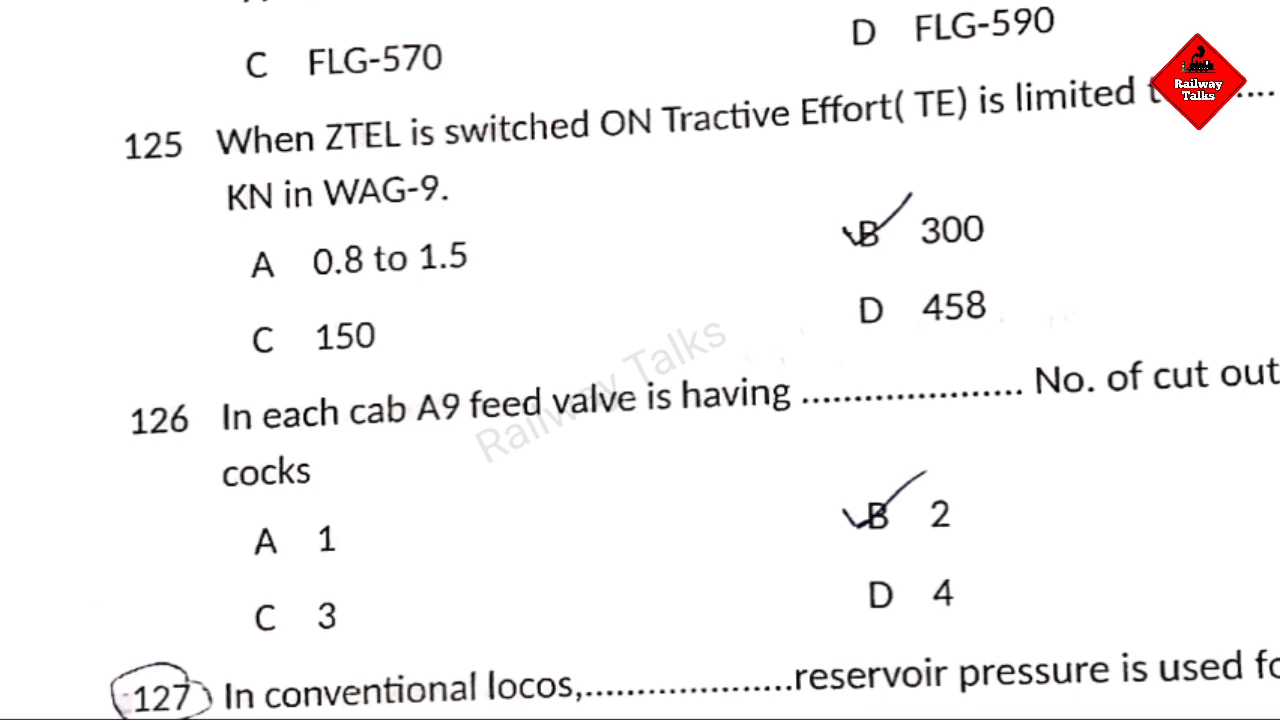 C FLG-570
D FLG-590
Railway
Talks
125 When ZTEL is switched ON Tractive Effort( TE) is limited
KN in WAG-9.
A 0.8 to 1.5
B 300
C 150
D 458
Railway Talks
126 In each cab A9 feed valve is having ..................... No. of cut out
cocks
A 1
B 2
C 3
D 4
127 In conventional locos,.....................reservoir pressure is used